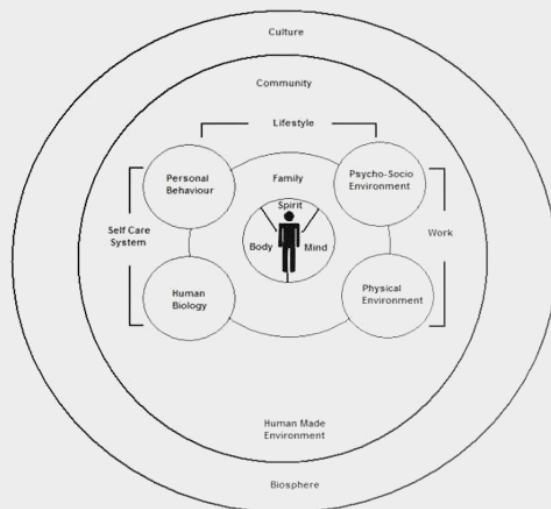 Culture
Community
Lifestyle
Personal
Behaviour
Family
Psycho-Socio
Environment
Spirit
Self Care
System
Body
Mind
Work
Human
Biology
Physical
Environment
Human Made
Environment
Biosphere